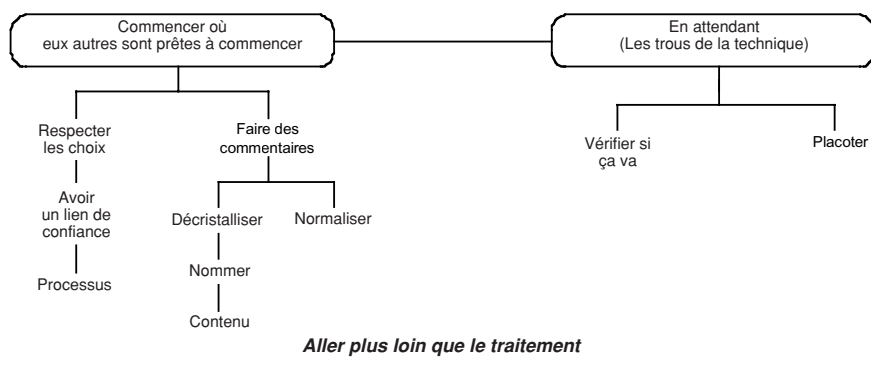 Commencer où
eux autres sont prêtes à commencer
En attendant
(Les trous de la technique)
Respecter
les choix
Faire des
commentaires
Vérifier si
ça va
Placoter
Avoir
un lien de
confiance
Décristalliser
Normaliser
Processus
Nommer
Contenu
Aller plus loin que le traitement